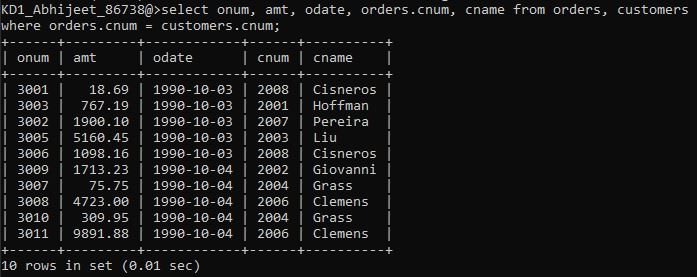 KD1_Abhijeet_86738@>select onum, amt, odate, orders.cnum, cname from orders, customers
where orders.cnum = customers.cnum;
+------+---------+------------+------+----------+
| onum | amt     | odate      | cnum | cname    |
+------+---------+------------+------+----------+
| 3001 |   18.69 | 1990-10-03 | 2008 | Cisneros |
| 3003 |  767.19 | 1990-10-03 | 2001 | Hoffman  |
| 3002 | 1900.10 | 1990-10-03 | 2007 | Pereira  |
| 3005 | 5160.45 | 1990-10-03 | 2003 | Liu      |
| 3006 | 1098.16 | 1990-10-03 | 2008 | Cisneros |
| 3009 | 1713.23 | 1990-10-04 | 2002 | Giovanni |
| 3007 |   75.75 | 1990-10-04 | 2004 | Grass    |
| 3008 | 4723.00 | 1990-10-04 | 2006 | Clemens  |
| 3010 |  309.95 | 1990-10-04 | 2004 | Grass    |
| 3011 | 9891.88 | 1990-10-04 | 2006 | Clemens  |
+------+---------+------------+------+----------+
10 rows in set (0.01 sec)